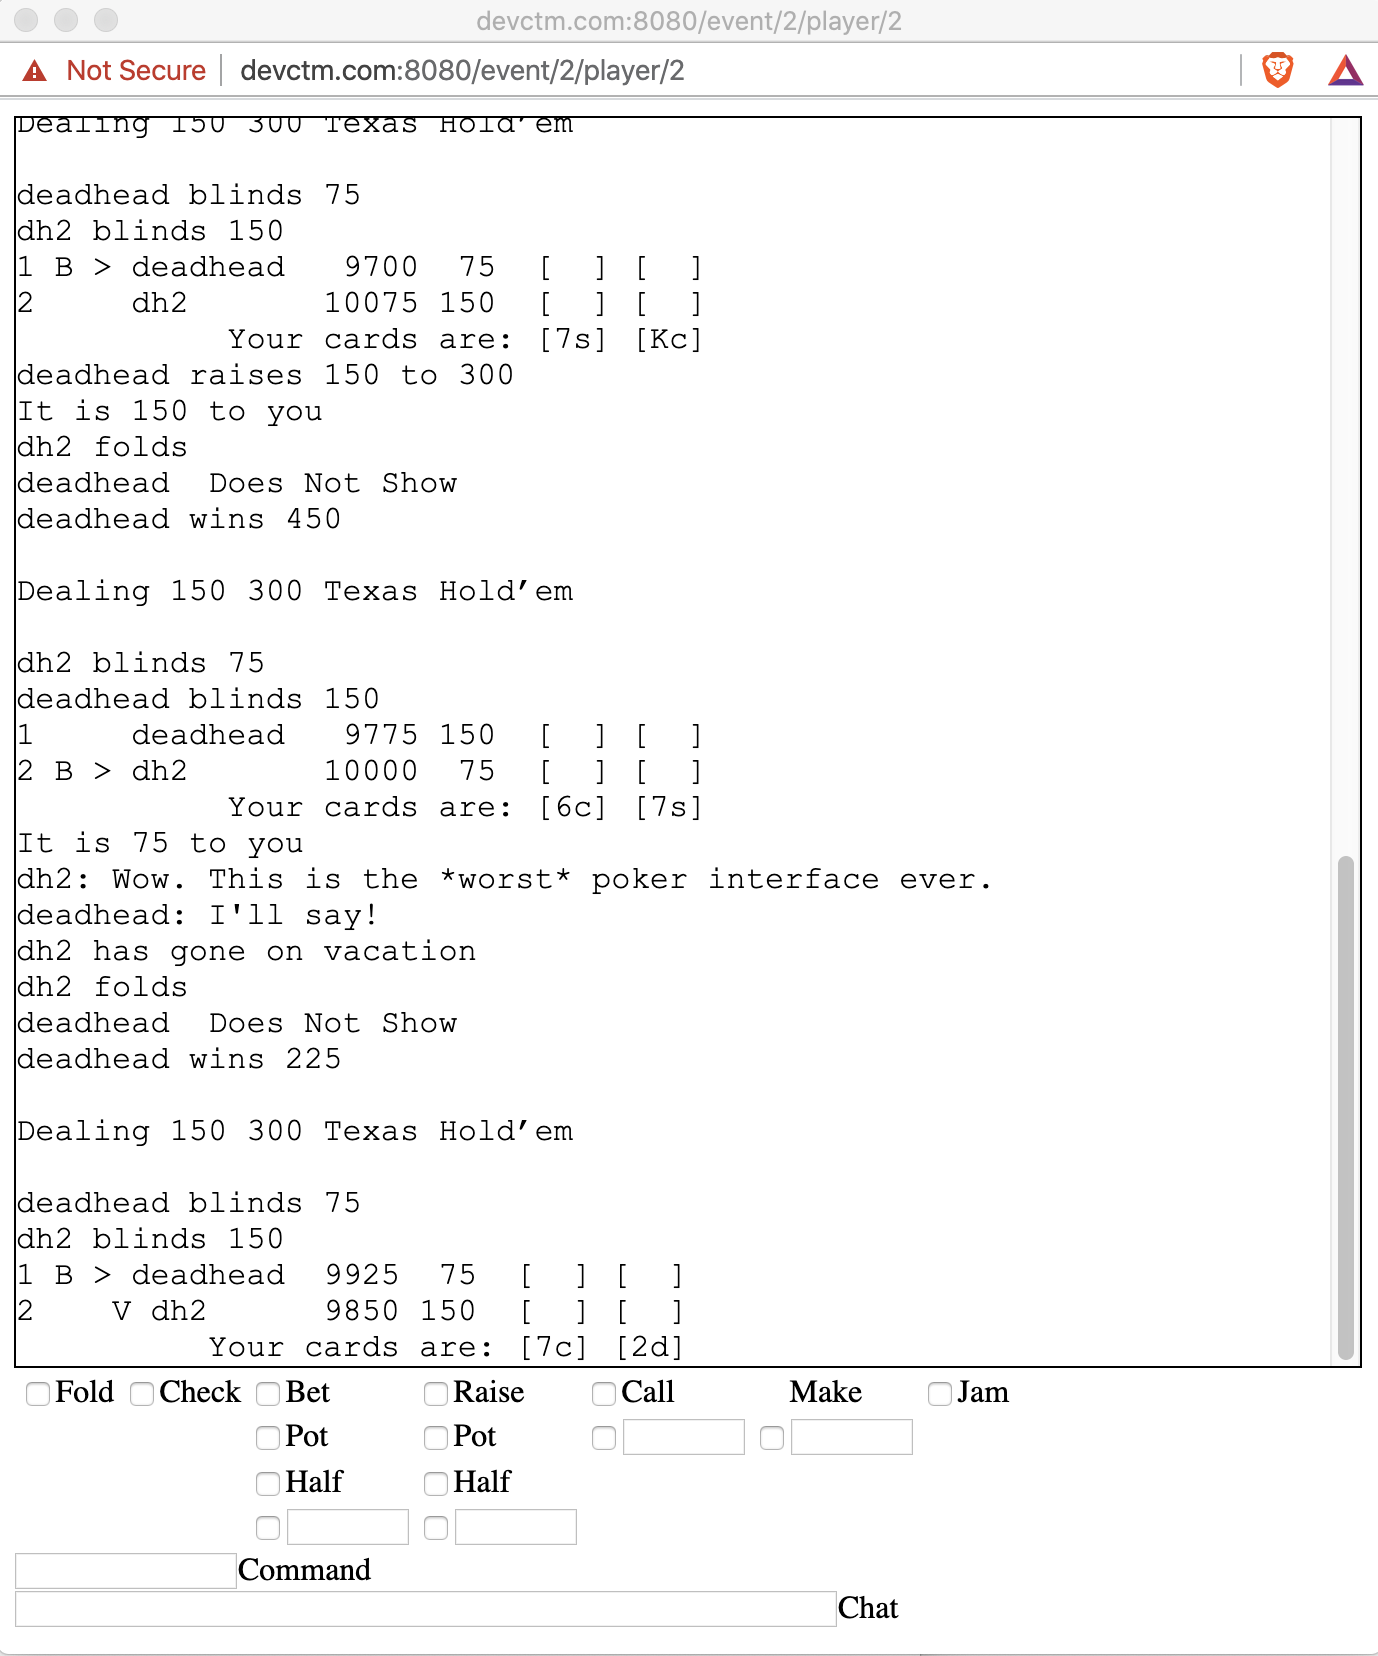 devctm.com:8080/event/2/player/2
Not Secure devctm.com:8080/event/2/player/2
Dealing 150 300 Texas Hold’em
deadhead blinds 75
dh2 blinds 150
1 B > deadhead   9700  75  [  ] [  ]
2     dh2       10075 150  [  ] [  ]
Your cards are: [7s] [Kc]
deadhead raises 150 to 300
It is 150 to you
dh2 folds
deadhead  Does Not Show
deadhead wins 450
Dealing 150 300 Texas Hold’em
dh2 blinds 75
deadhead blinds 150
1     deadhead   9775 150  [  ] [  ]
2 B > dh2       10000  75  [  ] [  ]
Your cards are: [6c] [7s]
It is 75 to you
dh2: Wow. This is the *worst* poker interface ever.
deadhead: I'll say!
dh2 has gone on vacation
dh2 folds
deadhead  Does Not Show
deadhead wins 225
Dealing 150 300 Texas Hold’em
deadhead blinds 75
dh2 blinds 150
1 B > deadhead  9925  75  [  ] [  ]
2    V dh2      9850 150  [  ] [  ]
Your cards are: [7c] [2d]
Fold Check Bet Raise Call Make Jam
Pot Pot
Half Half
Command
Chat